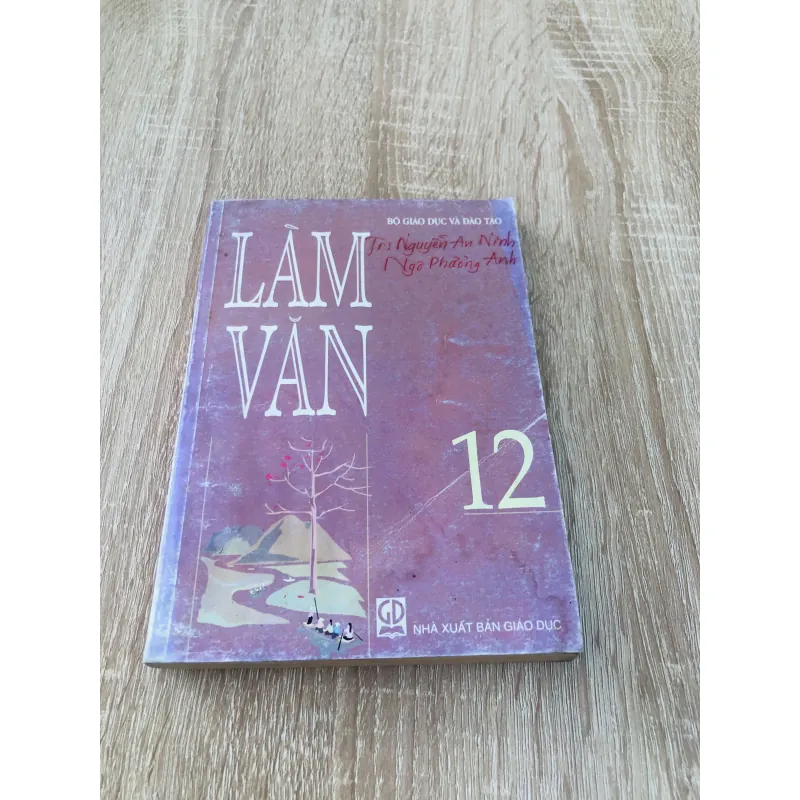 BỘ GIÁO DỤC VÀ ĐÀO TẠO
LÀM
VĂN
Nguyễn An Ninh
Ngô Phương Anh
12
GD
NHÀ XUẤT BẢN GIÁO DỤC